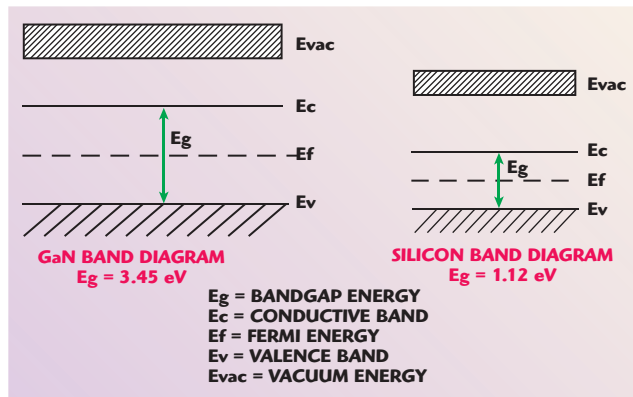 Evac
Ec
Eg
Ef
Ev
GaN BAND DIAGRAM
Eg = 3.45 eV
Evac
Ec
Eg
Ef
Ev
SILICON BAND DIAGRAM
Eg = 1.12 eV
Eg = BANDGAP ENERGY
Ec = CONDUCTIVE BAND
Ef = FERMI ENERGY
Ev = VALENCE BAND
Evac = VACUUM ENERGY